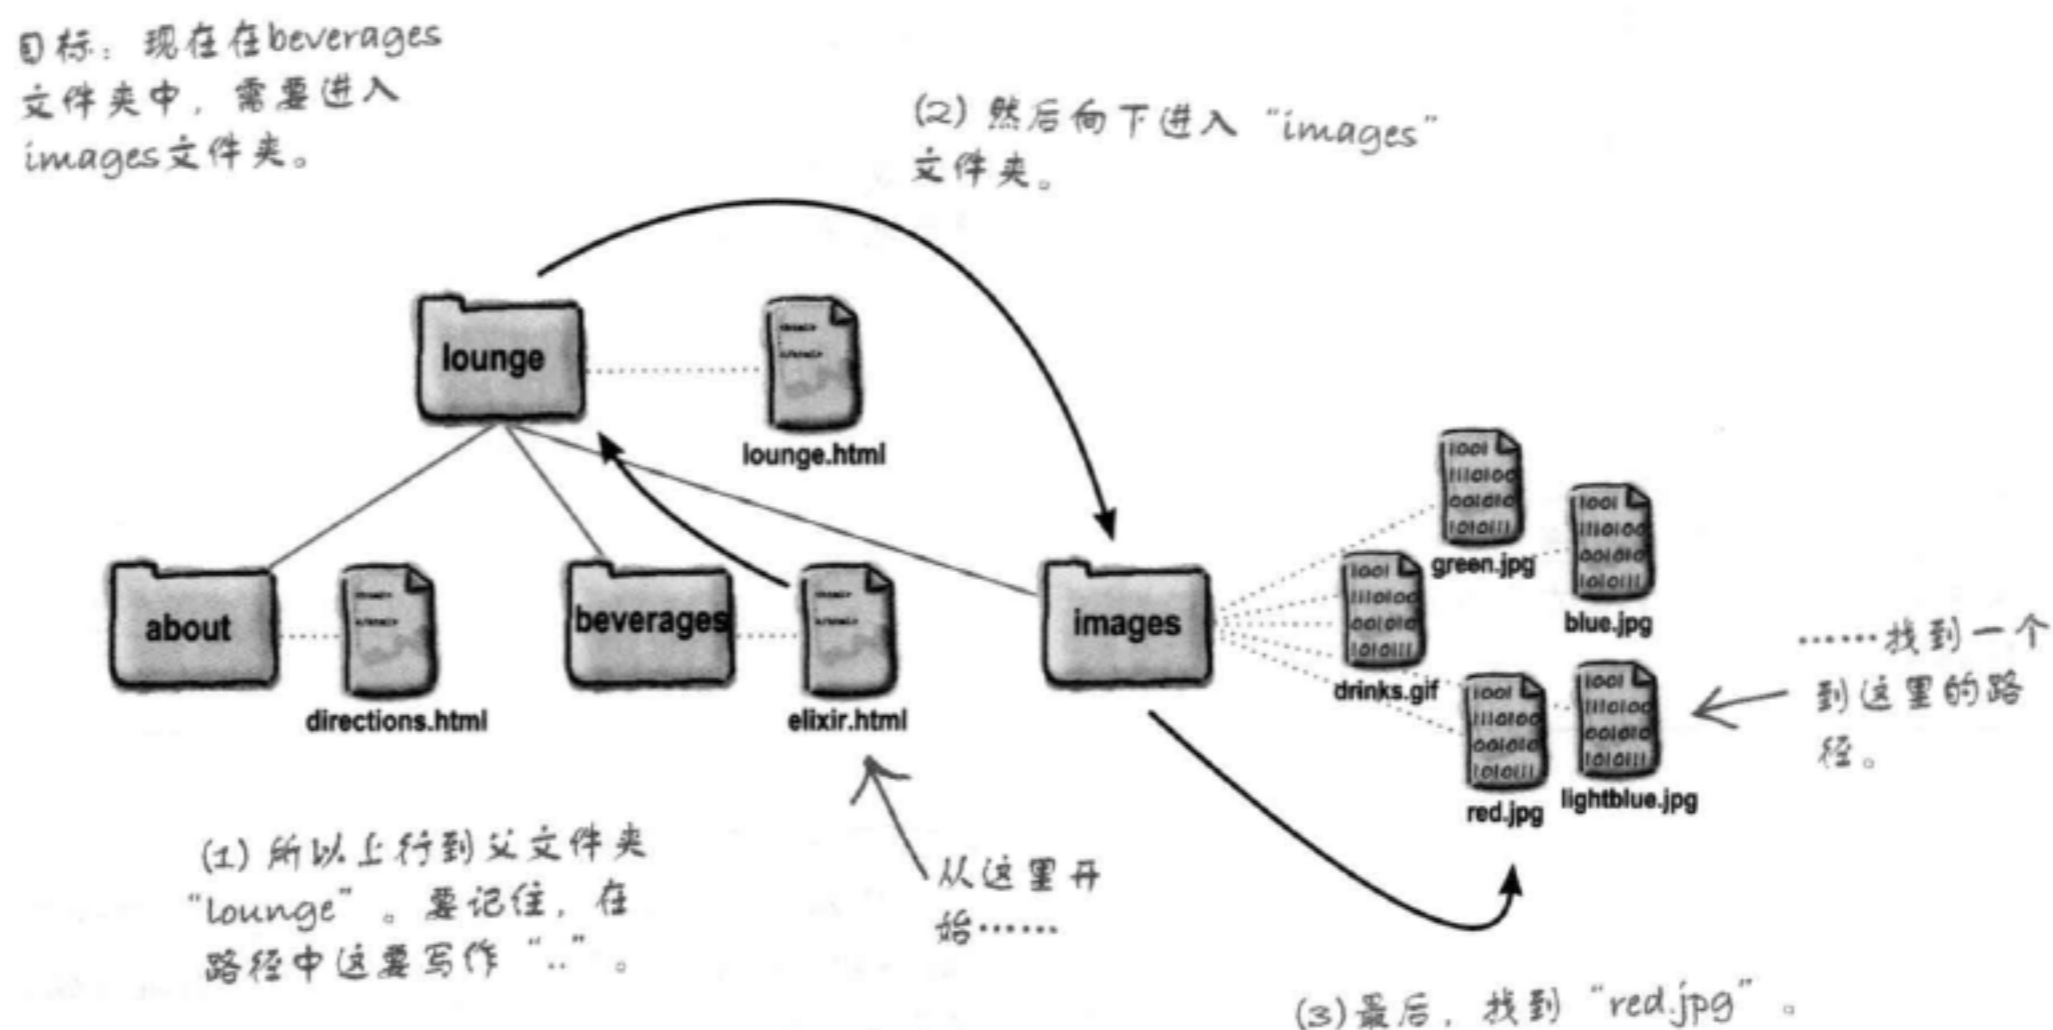 目标：现在在beverages
文件夹中，需要进入
images文件夹。
(2) 然后向下进入“images”
文件夹。
lounge
lounge.html
about
directions.html
beverages
elixir.html
images
green.jpg
blue.jpg
drinks.gif
red.jpg
lightblue.jpg
……找到一个
到这里的路
径。
(1) 所以上行到父文件夹
“lounge”。要记住，在
路径中这要写作“..”。
从这里开
始……
(3)最后，找到“red.jpg”。